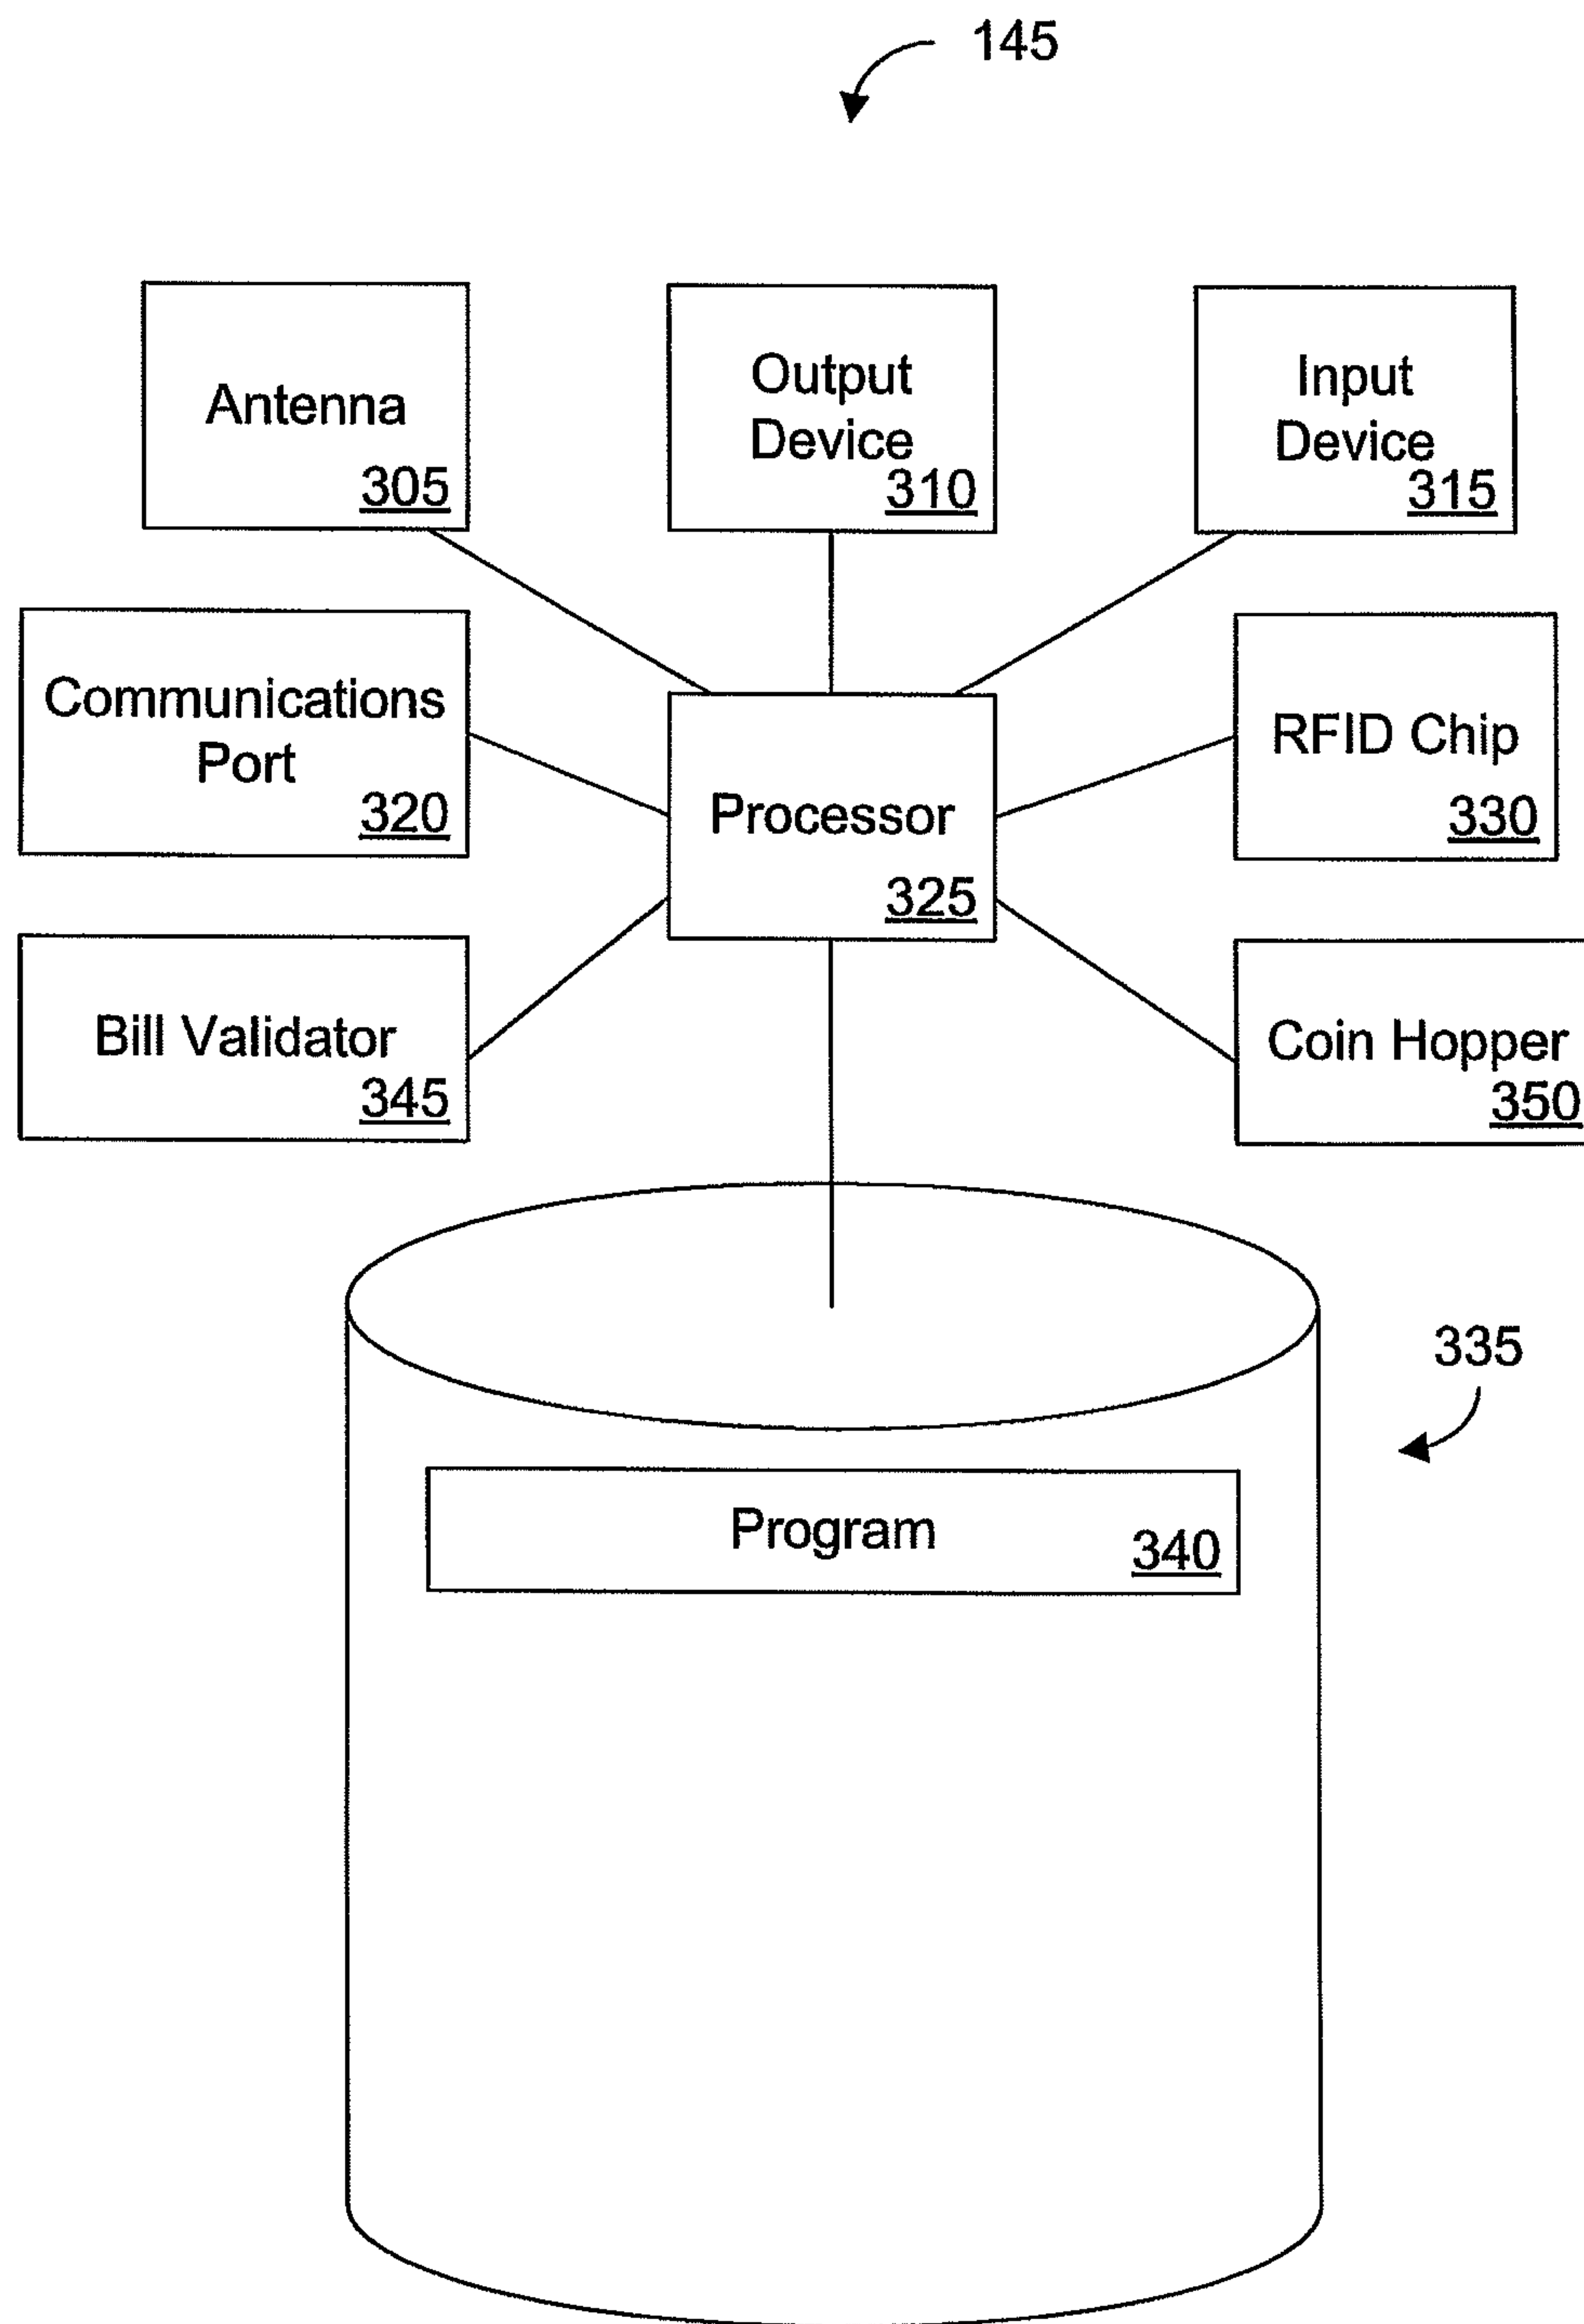 145
Antenna
305
Output
Device
310
Input
Device
315
Communications
Port
320
Processor
325
RFID Chip
330
Bill Validator
345
Coin Hopper
350
335
Program
340